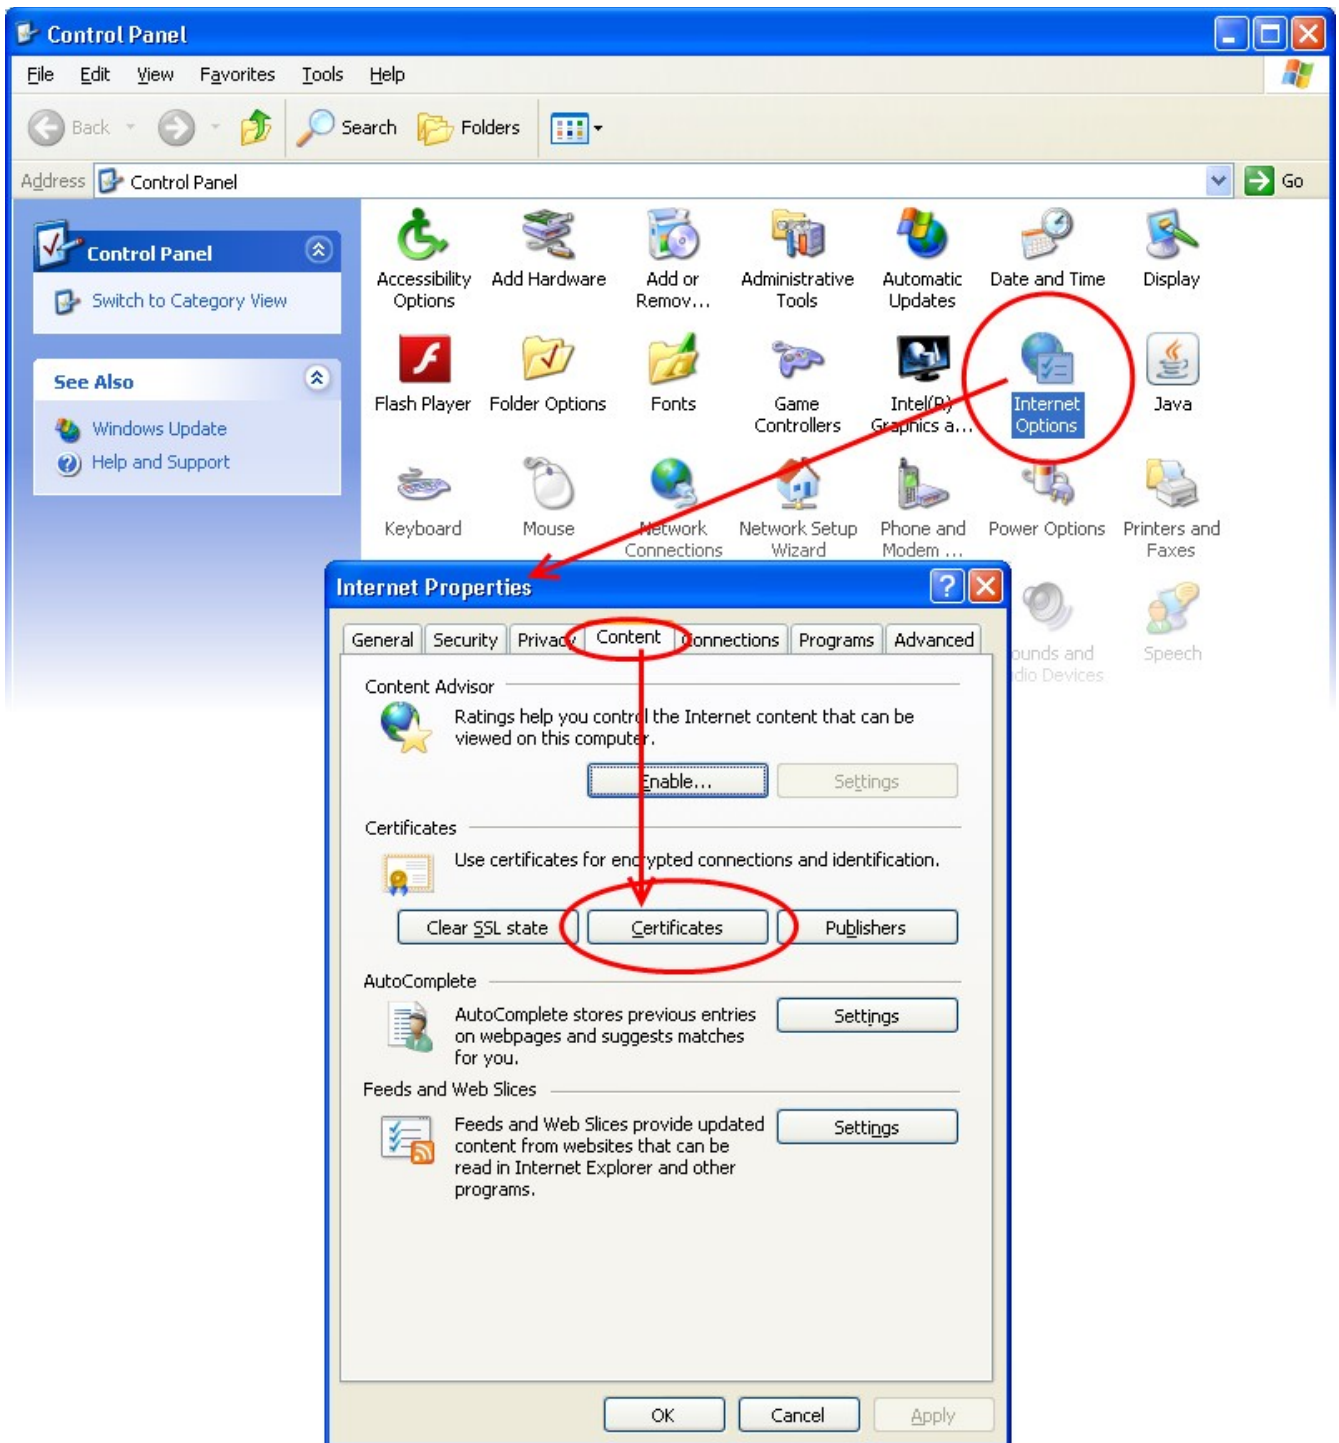 Control Panel
File Edit View Favorites Tools Help
Back Search Folders
Address Control Panel Go
Control Panel
Switch to Category View
See Also
Windows Update
Help and Support
Accessibility Options
Add Hardware
Add or Remov...
Administrative Tools
Automatic Updates
Date and Time
Display
Flash Player
Folder Options
Fonts
Game Controllers
Intel(R) Graphics a...
Internet Options
Java
Keyboard
Mouse
Network Connections
Network Setup Wizard
Phone and Modem ...
Power Options
Printers and Faxes
ounds and
dio Devices
Speech
Internet Properties
General Security Privacy Content Connections Programs Advanced
Content Advisor
Ratings help you control the Internet content that can be
viewed on this computer.
Enable... Settings
Certificates
Use certificates for encrypted connections and identification.
Clear SSL state Certificates Publishers
AutoComplete
AutoComplete stores previous entries
on webpages and suggests matches
for you.
Settings
Feeds and Web Slices
Feeds and Web Slices provide updated
content from websites that can be
read in Internet Explorer and other
programs.
Settings
OK Cancel Apply